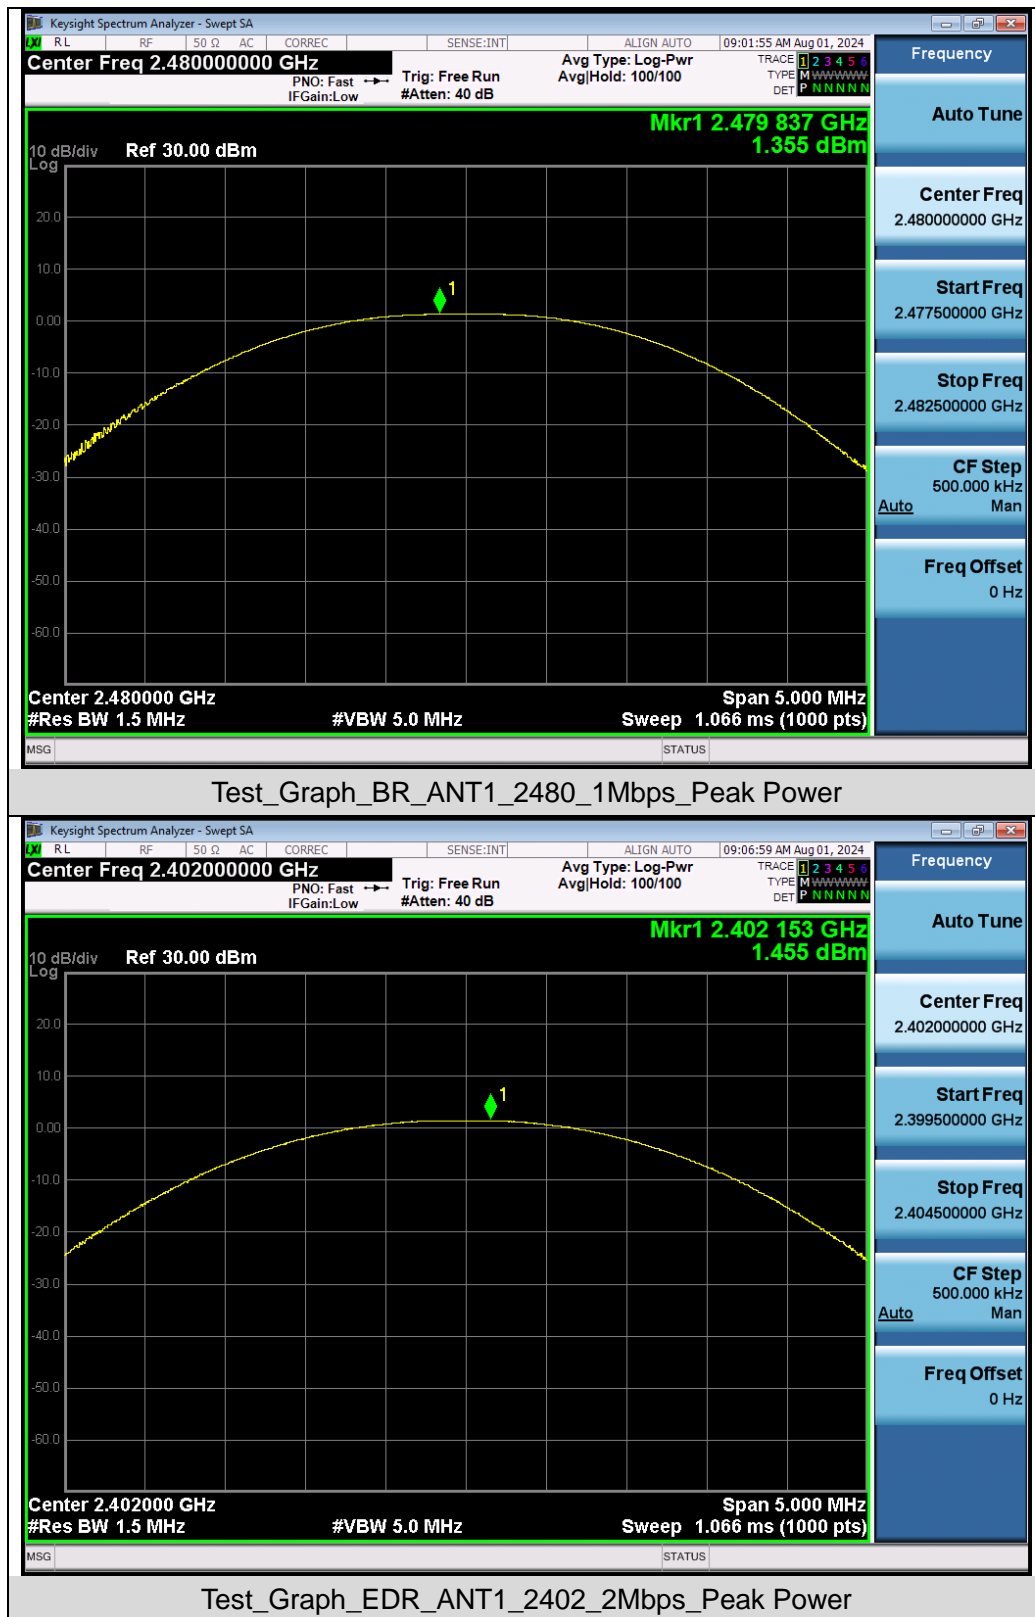 Keysight Spectrum Analyzer - Swept SA
LXI RL RF 50 Ω AC CORREC SENSE:INT ALIGN AUTO 09:01:55 AM Aug 01, 2024
Center Freq 2.480000000 GHz
PNO: Fast
IFGain:Low
Trig: Free Run
#Atten: 40 dB
Avg Type: Log-Pwr
Avg|Hold: 100/100
TRACE 1 2 3 4 5 6
TYPE M WWWWW
DET P N N N N N
Mkr1 2.479 837 GHz
1.355 dBm
10 dB/div Ref 30.00 dBm
Log
20.0
10.0
1
0.00
-10.0
-20.0
-30.0
-40.0
-50.0
-60.0
Center 2.480000 GHz Span 5.000 MHz
#Res BW 1.5 MHz #VBW 5.0 MHz Sweep 1.066 ms (1000 pts)
MSG STATUS
Frequency
Auto Tune
Center Freq
2.480000000 GHz
Start Freq
2.477500000 GHz
Stop Freq
2.482500000 GHz
CF Step
500.000 kHz
Auto Man
Freq Offset
0 Hz
Test_Graph_BR_ANT1_2480_1Mbps_Peak Power
Keysight Spectrum Analyzer - Swept SA
LXI RL RF 50 Ω AC CORREC SENSE:INT ALIGN AUTO 09:06:59 AM Aug 01, 2024
Center Freq 2.402000000 GHz
PNO: Fast
IFGain:Low
Trig: Free Run
#Atten: 40 dB
Avg Type: Log-Pwr
Avg|Hold: 100/100
TRACE 1 2 3 4 5 6
TYPE M WWWWW
DET P N N N N N
Mkr1 2.402 153 GHz
1.455 dBm
10 dB/div Ref 30.00 dBm
Log
20.0
10.0
1
0.00
-10.0
-20.0
-30.0
-40.0
-50.0
-60.0
Center 2.402000 GHz Span 5.000 MHz
#Res BW 1.5 MHz #VBW 5.0 MHz Sweep 1.066 ms (1000 pts)
MSG STATUS
Frequency
Auto Tune
Center Freq
2.402000000 GHz
Start Freq
2.399500000 GHz
Stop Freq
2.404500000 GHz
CF Step
500.000 kHz
Auto Man
Freq Offset
0 Hz
Test_Graph_EDR_ANT1_2402_2Mbps_Peak Power